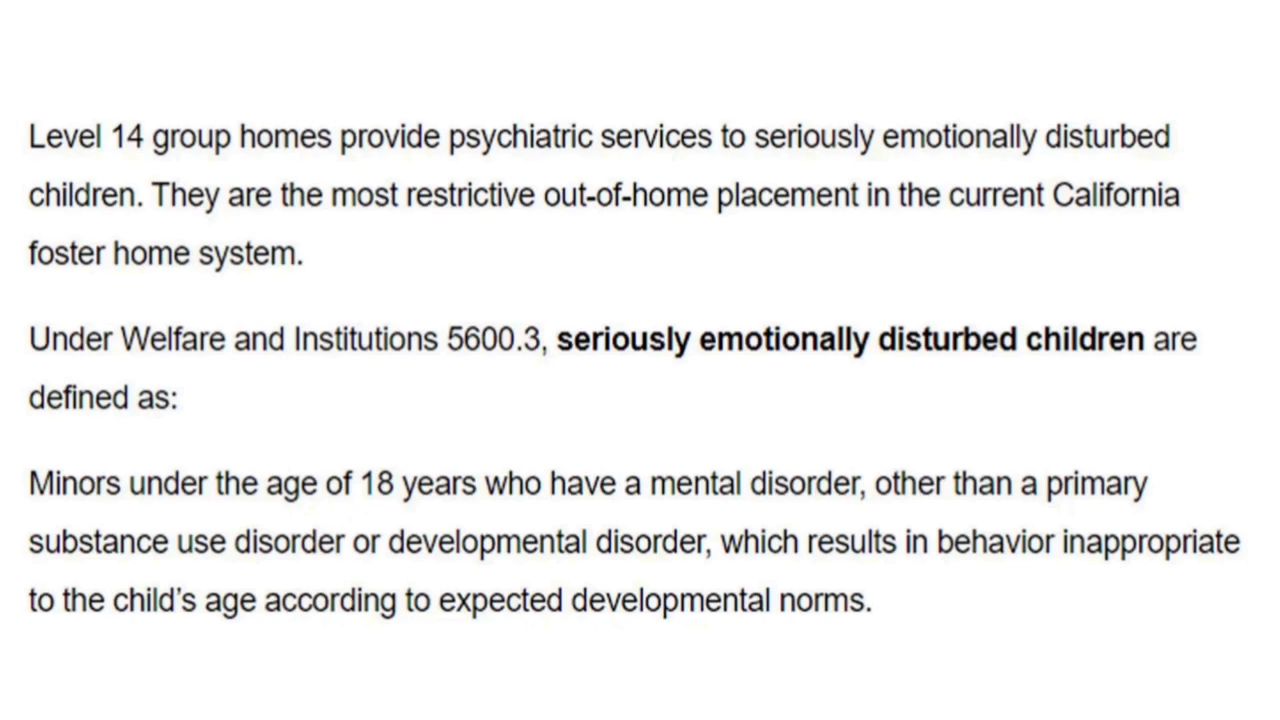 Level 14 group homes provide psychiatric services to seriously emotionally disturbed
children. They are the most restrictive out-of-home placement in the current California
foster home system.
Under Welfare and Institutions 5600.3, seriously emotionally disturbed children are
defined as:
Minors under the age of 18 years who have a mental disorder, other than a primary
substance use disorder or developmental disorder, which results in behavior inappropriate
to the child’s age according to expected developmental norms.